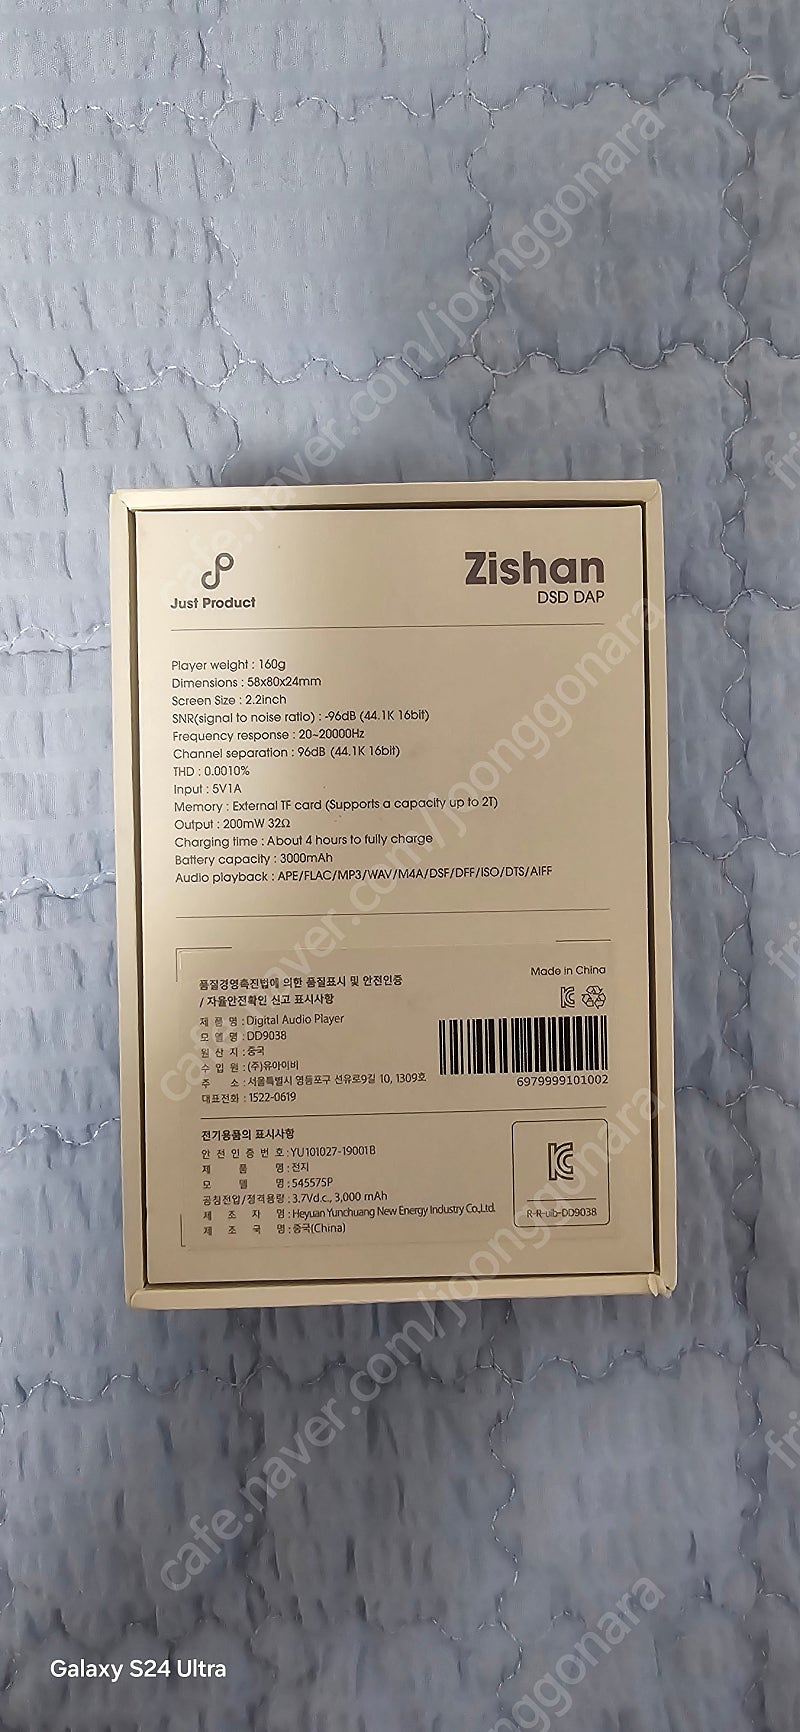 Just Product
Zishan
DSD DAP
Player weight : 160g
Dimensions : 58x80x24mm
Screen Size : 2.2inch
SNR(signal to noise ratio) : -96dB (44.1K 16bit)
Frequency response : 20~20000Hz
Channel separation : 96dB (44.1K 16bit)
THD : 0.0010%
Input : 5V1A
Memory : External TF card (Supports a capacity up to 2T)
Output : 200mW 32Ω
Charging time : About 4 hours to fully charge
Battery capacity : 3000mAh
Audio playback : APE/FLAC/MP3/WAV/M4A/DSF/DFF/ISO/DTS/AIFF
품질경영촉진법에 의한 품질표시 및 안전인증
/ 자율안전확인 신고 표시사항
제 품 명 : Digital Audio Player
모 델 명 : DD9038
원 산 지 : 중국
수 입 원 : (주)유아이비
주 소 : 서울특별시 영등포구 선유로9길 10, 1309호
대표전화 : 1522-0619
Made in China
6979999101002
전기용품의 표시사항
안 전 인 증 번 호 : YU101027-19001B
제 품 명 : 전지
모 델 명 : 545575P
공칭전압/정격용량 : 3.7Vd.c., 3,000 mAh
제 조 자 명 : Heyuan Yunchuang New Energy Industry Co.,Ltd.
제 조 국 명 : 중국(China)
R-R-uib-DD9038
cafe.naver.com/joonggonara
cafe.naver.com/joonggonara
cafe.naver.com/joonggonara
Galaxy S24 Ultra